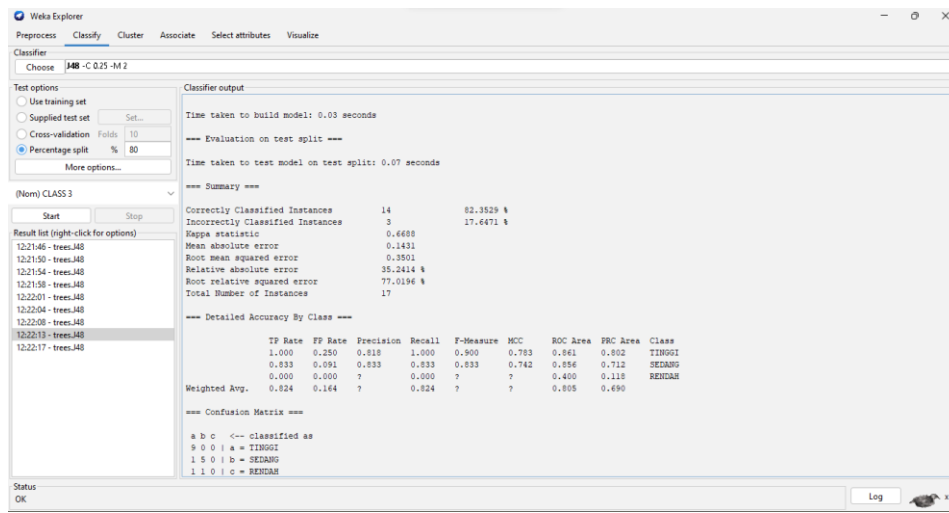 Weka Explorer
Preprocess Classify Cluster Associate Select attributes Visualize
Classifier
Choose J48 -C 0.25 -M 2
Test options
Use training set
Supplied test set Set...
Cross-validation Folds 10
Percentage split % 80
More options...
(Nom) CLASS 3
Start Stop
Result list (right-click for options)
12:21:46 - trees.J48
12:21:50 - trees.J48
12:21:54 - trees.J48
12:21:58 - trees.J48
12:22:01 - trees.J48
12:22:04 - trees.J48
12:22:08 - trees.J48
12:22:13 - trees.J48
12:22:17 - trees.J48
Classifier output
Time taken to build model: 0.03 seconds
=== Evaluation on test split ===
Time taken to test model on test split: 0.07 seconds
=== Summary ===
Correctly Classified Instances 14 82.3529 %
Incorrectly Classified Instances 3 17.6471 %
Kappa statistic 0.6688
Mean absolute error 0.1431
Root mean squared error 0.3501
Relative absolute error 35.2414 %
Root relative squared error 77.0196 %
Total Number of Instances 17
=== Detailed Accuracy By Class ===
TP Rate FP Rate Precision Recall F-Measure MCC ROC Area PRC Area Class
1.000 0.250 0.818 1.000 0.900 0.783 0.861 0.802 TINGGI
0.833 0.091 0.833 0.833 0.833 0.742 0.856 0.712 SEDANG
0.000 0.000 ? 0.000 ? ? 0.400 0.118 RENDAH
Weighted Avg. 0.824 0.164 ? 0.824 ? ? 0.805 0.690
=== Confusion Matrix ===
a b c <-- classified as
9 0 0 | a = TINGGI
1 5 0 | b = SEDANG
1 1 0 | c = RENDAH
Status
OK
Log
x